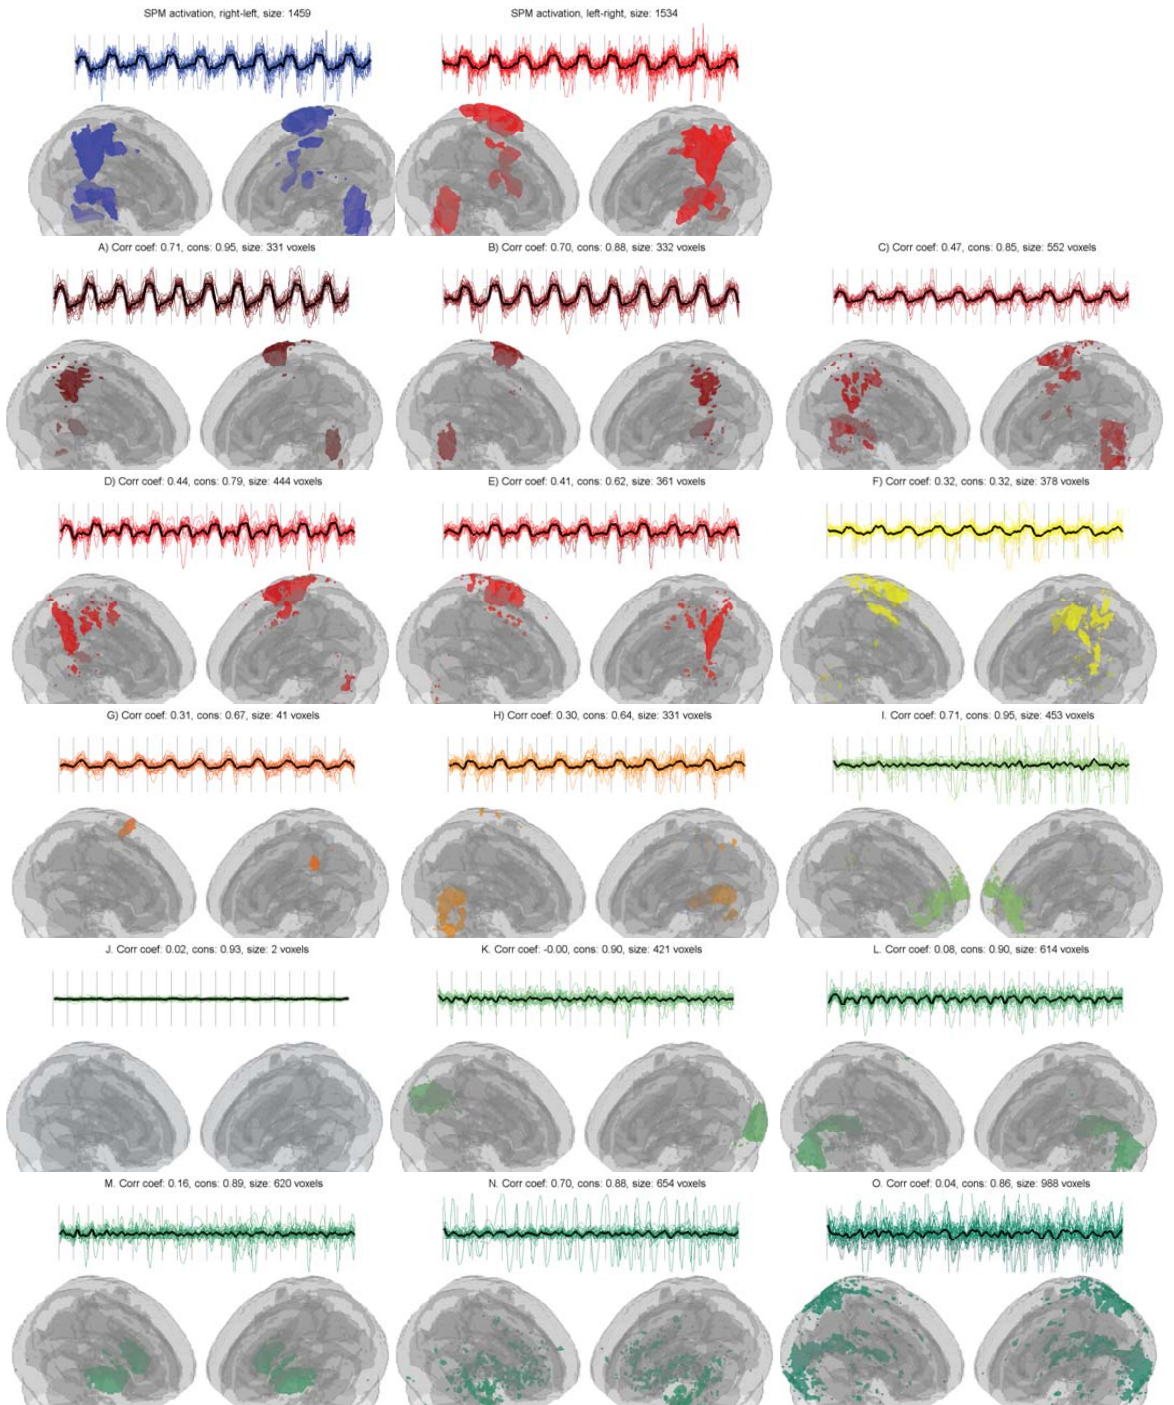 SPM activation, right-left, size: 1459
SPM activation, left-right, size: 1534
A) Corr coef: 0.71, cons: 0.95, size: 331 voxels
B) Corr coef: 0.70, cons: 0.88, size: 332 voxels
C) Corr coef: 0.47, cons: 0.85, size: 552 voxels
D) Corr coef: 0.44, cons: 0.79, size: 444 voxels
E) Corr coef: 0.41, cons: 0.62, size: 361 voxels
F) Corr coef: 0.32, cons: 0.32, size: 378 voxels
G) Corr coef: 0.31, cons: 0.67, size: 41 voxels
H) Corr coef: 0.30, cons: 0.64, size: 331 voxels
I. Corr coef: 0.71, cons: 0.95, size: 453 voxels
J. Corr coef: 0.02, cons: 0.93, size: 2 voxels
K. Corr coef: -0.00, cons: 0.90, size: 421 voxels
L. Corr coef: 0.08, cons: 0.90, size: 614 voxels
M. Corr coef: 0.16, cons: 0.89, size: 620 voxels
N. Corr coef: 0.70, cons: 0.88, size: 654 voxels
O. Corr coef: 0.04, cons: 0.86, size: 988 voxels